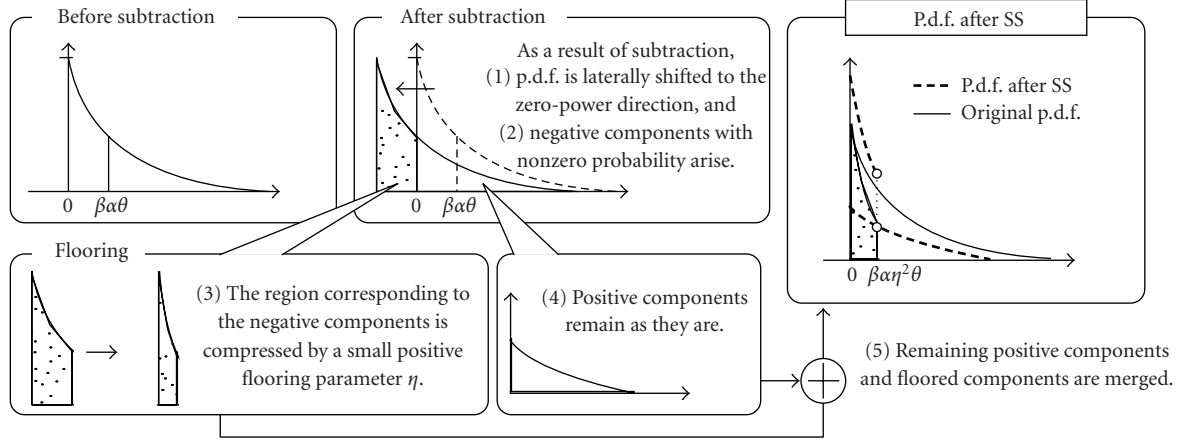 Before subtraction
0
βαθ
After subtraction
As a result of subtraction,
(1) p.d.f. is laterally shifted to the
zero-power direction, and
(2) negative components with
nonzero probability arise.
0
βαθ
P.d.f. after SS
P.d.f. after SS
Original p.d.f.
0
βαη²θ
Flooring
(3) The region corresponding to
the negative components is
compressed by a small positive
flooring parameter η.
(4) Positive components
remain as they are.
(5) Remaining positive components
and floored components are merged.